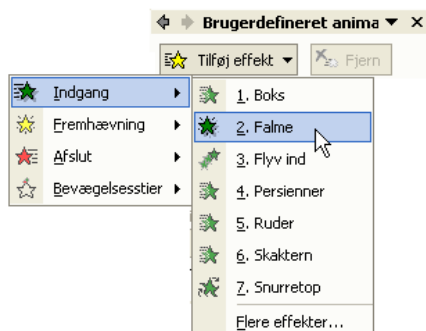 Brugerdefineret anima
Tilføj effekt
Fjern
Indgang
Fremhævning
Afslut
Bevægelsesstier
1. Boks
2. Falme
3. Flyv ind
4. Persienner
5. Ruder
6. Skaktern
7. Snurretop
Flere effekter...